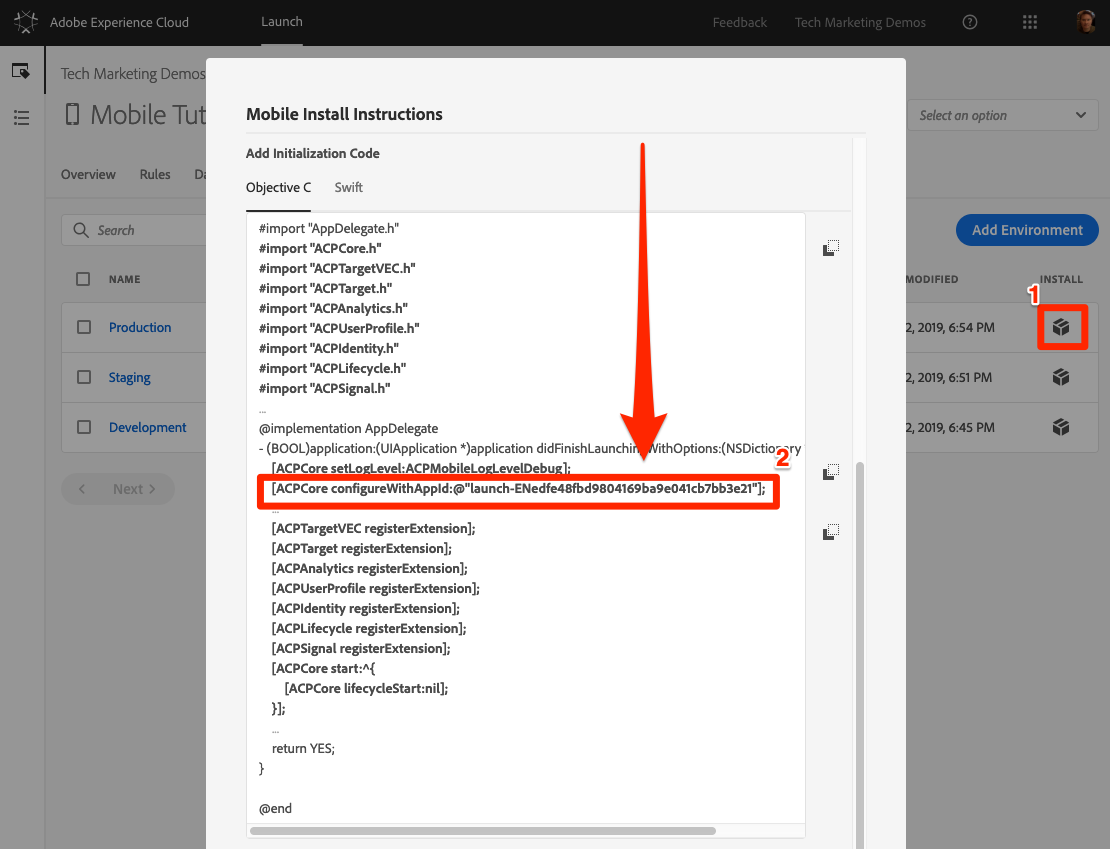 Adobe Experience Cloud
Launch
Feedback
Tech Marketing Demos
?
Tech Marketing Demos
Mobile Tut
Select an option
Overview
Rules
Da
Search
Add Environment
NAME
MODIFIED
INSTALL
1
Production
2, 2019, 6:54 PM
Staging
2, 2019, 6:51 PM
Development
2, 2019, 6:45 PM
Next
Mobile Install Instructions
Add Initialization Code
Objective C
Swift
#import "AppDelegate.h"
#import "ACPCore.h"
#import "ACPTargetVEC.h"
#import "ACPTarget.h"
#import "ACPAnalytics.h"
#import "ACPUserProfile.h"
#import "ACPIdentity.h"
#import "ACPLifecycle.h"
#import "ACPSignal.h"
...
@implementation AppDelegate
- (BOOL)application:(UIApplication *)application didFinishLaunchingWithOptions:(NSDictionary
[ACPCore setLogLevel:ACPMobileLogLevelDebug];
2
[ACPCore configureWithAppId:@"launch-ENedfe48fbd9804169ba9e041cb7bb3e21"];
...
[ACPTargetVEC registerExtension];
[ACPTarget registerExtension];
[ACPAnalytics registerExtension];
[ACPUserProfile registerExtension];
[ACPIdentity registerExtension];
[ACPLifecycle registerExtension];
[ACPSignal registerExtension];
[ACPCore start:^{
[ACPCore lifecycleStart:nil];
}];
...
return YES;
}
@end